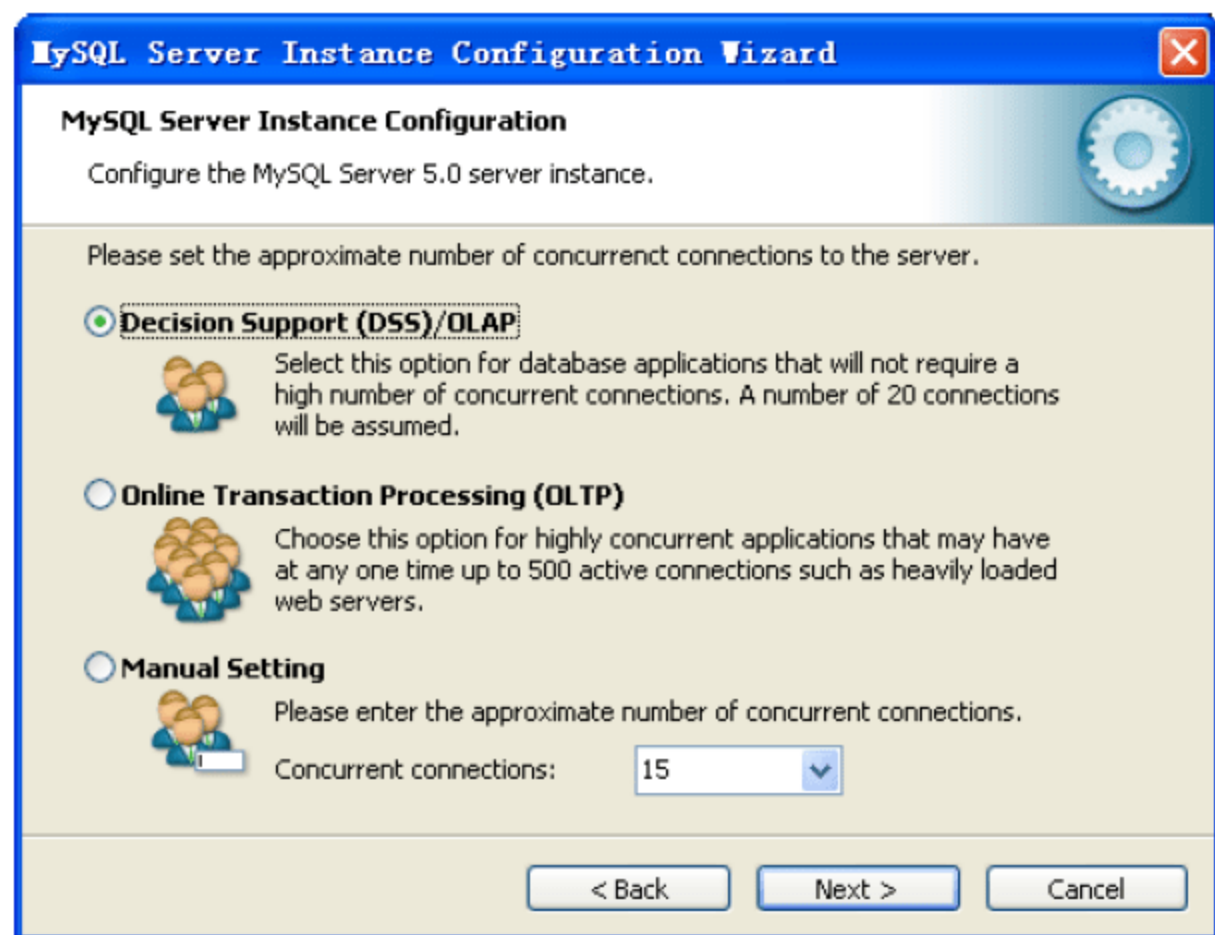 MySQL Server Instance Configuration Wizard
MySQL Server Instance Configuration
Configure the MySQL Server 5.0 server instance.
Please set the approximate number of concurrenct connections to the server.
Decision Support (DSS)/OLAP
Select this option for database applications that will not require a
high number of concurrent connections. A number of 20 connections
will be assumed.
Online Transaction Processing (OLTP)
Choose this option for highly concurrent applications that may have
at any one time up to 500 active connections such as heavily loaded
web servers.
Manual Setting
Please enter the approximate number of concurrent connections.
Concurrent connections: 15
< Back Next > Cancel